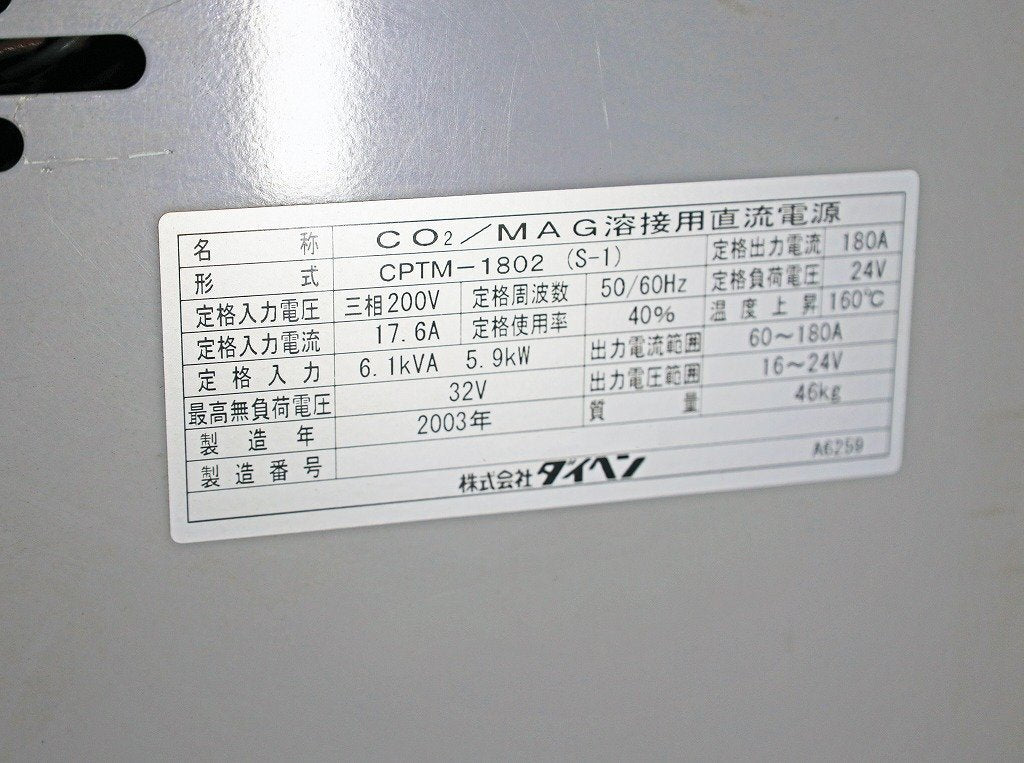 名称 CO₂/MAG溶接用直流電源
形式 CPTM-1802 (S-1) 定格出力電流 180A
定格入力電圧 三相200V 定格周波数 50/60Hz 定格負荷電圧 24V
定格入力電流 17.6A 定格使用率 40% 温度上昇 160℃
定格入力 6.1kVA 5.9kW 出力電流範囲 60～180A
最高無負荷電圧 32V 出力電圧範囲 16～24V
製造年 2003年 質量 46kg
製造番号
株式会社ダイヘン A6259